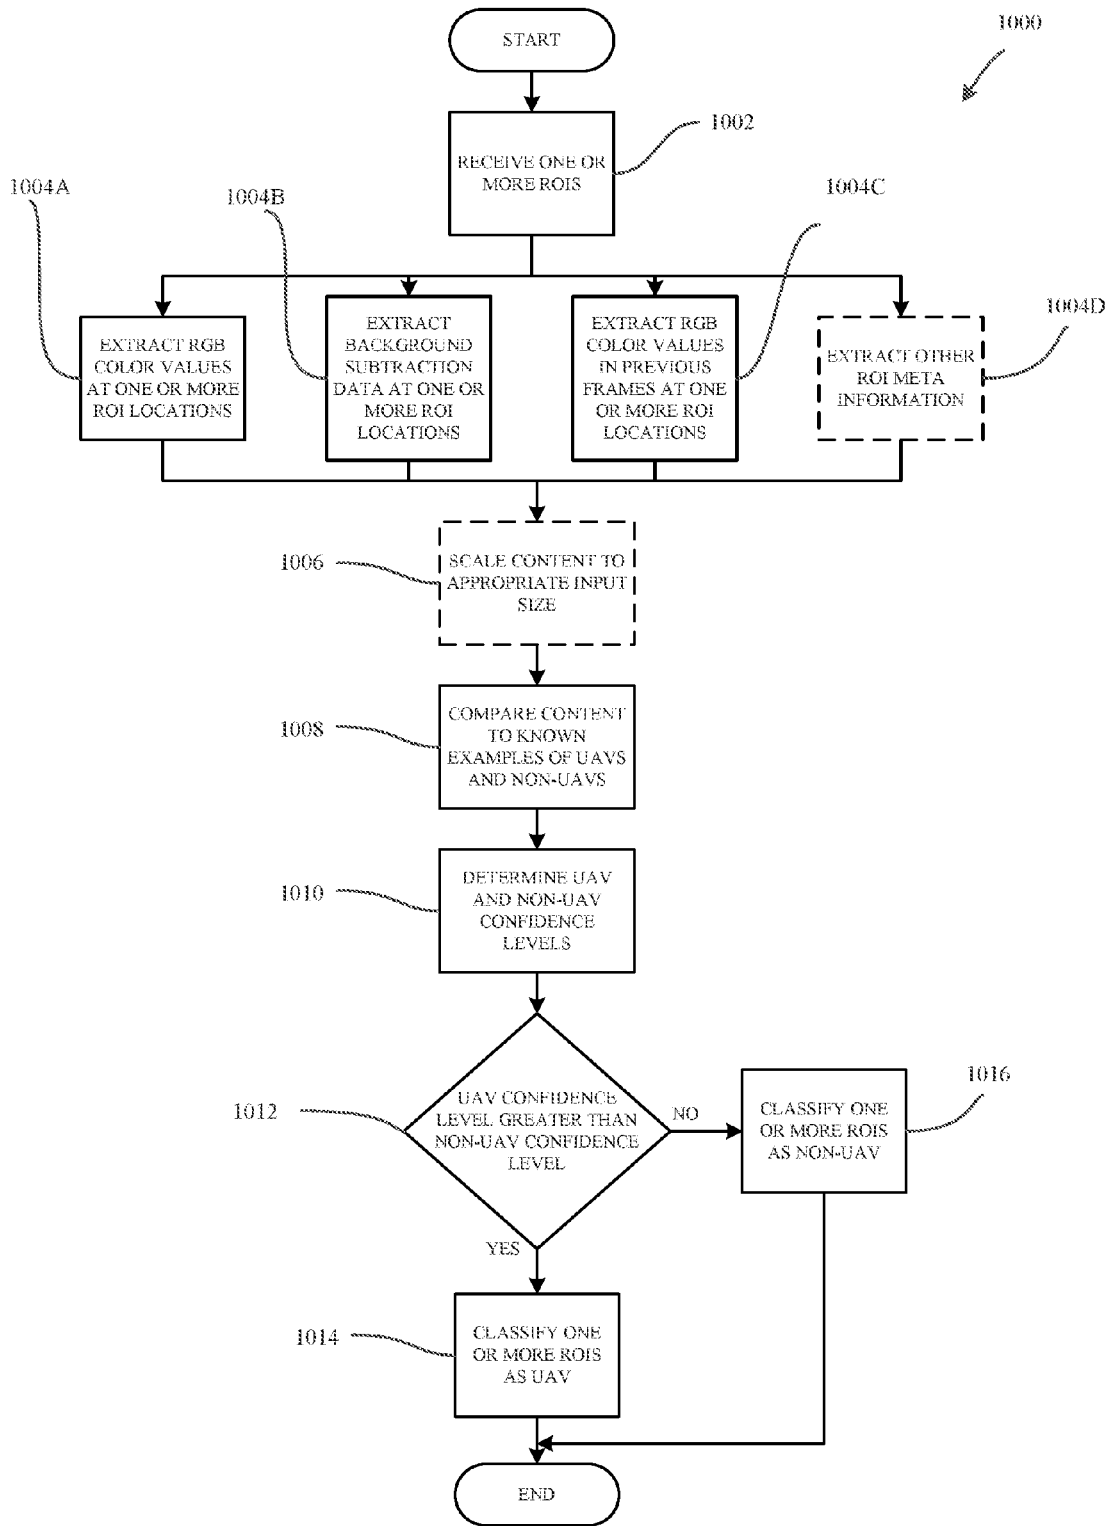 START
1000
1002
RECEIVE ONE OR
MORE ROIS
1004A
1004B
1004C
1004D
EXTRACT RGB
COLOR VALUES
AT ONE OR MORE
ROI LOCATIONS
EXTRACT
BACKGROUND
SUBTRACTION
DATA AT ONE OR
MORE ROI
LOCATIONS
EXTRACT RGB
COLOR VALUES
IN PREVIOUS
FRAMES AT ONE
OR MORE ROI
LOCATIONS
EXTRACT OTHER
ROI META
INFORMATION
1006
SCALE CONTENT TO
APPROPRIATE INPUT
SIZE
1008
COMPARE CONTENT
TO KNOWN
EXAMPLES OF UAVS
AND NON-UAVS
1010
DETERMINE UAV
AND NON-UAV
CONFIDENCE
LEVELS
1012
UAV CONFIDENCE
LEVEL GREATER THAN
NON-UAV CONFIDENCE
LEVEL
NO
1016
CLASSIFY ONE
OR MORE ROIS
AS NON-UAV
YES
1014
CLASSIFY ONE
OR MORE ROIS
AS UAV
END